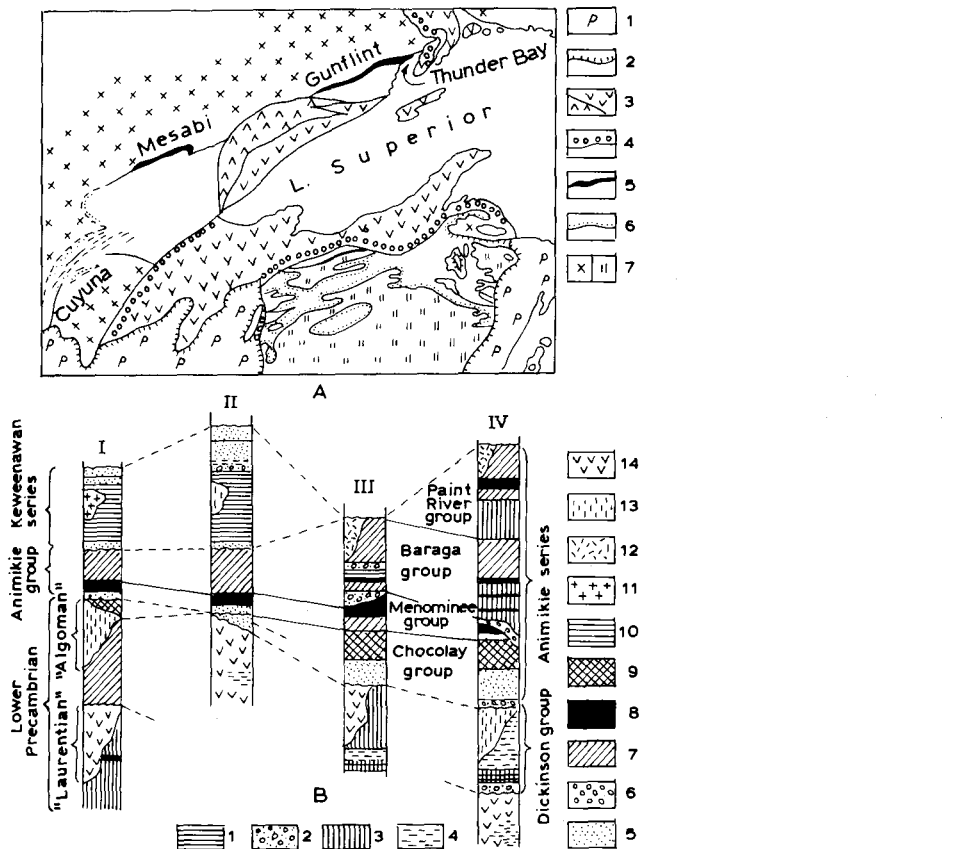 Gunflint
Thunder Bay
Mesabi
L. Superior
Cuyuna
P
P
P
P
P
P
P
P
P
1
2
3
4
5
6
7
A
I
II
III
IV
Keweenawan
series
Animikie
group
Lower
Precambrian
"Algoman"
"Laurentian"
Paint
River
group
Baraga
group
Menominee
group
Chocolay
group
Animikie series
Dickinson group
14
13
12
11
10
9
8
7
6
5
B
1
2
3
4